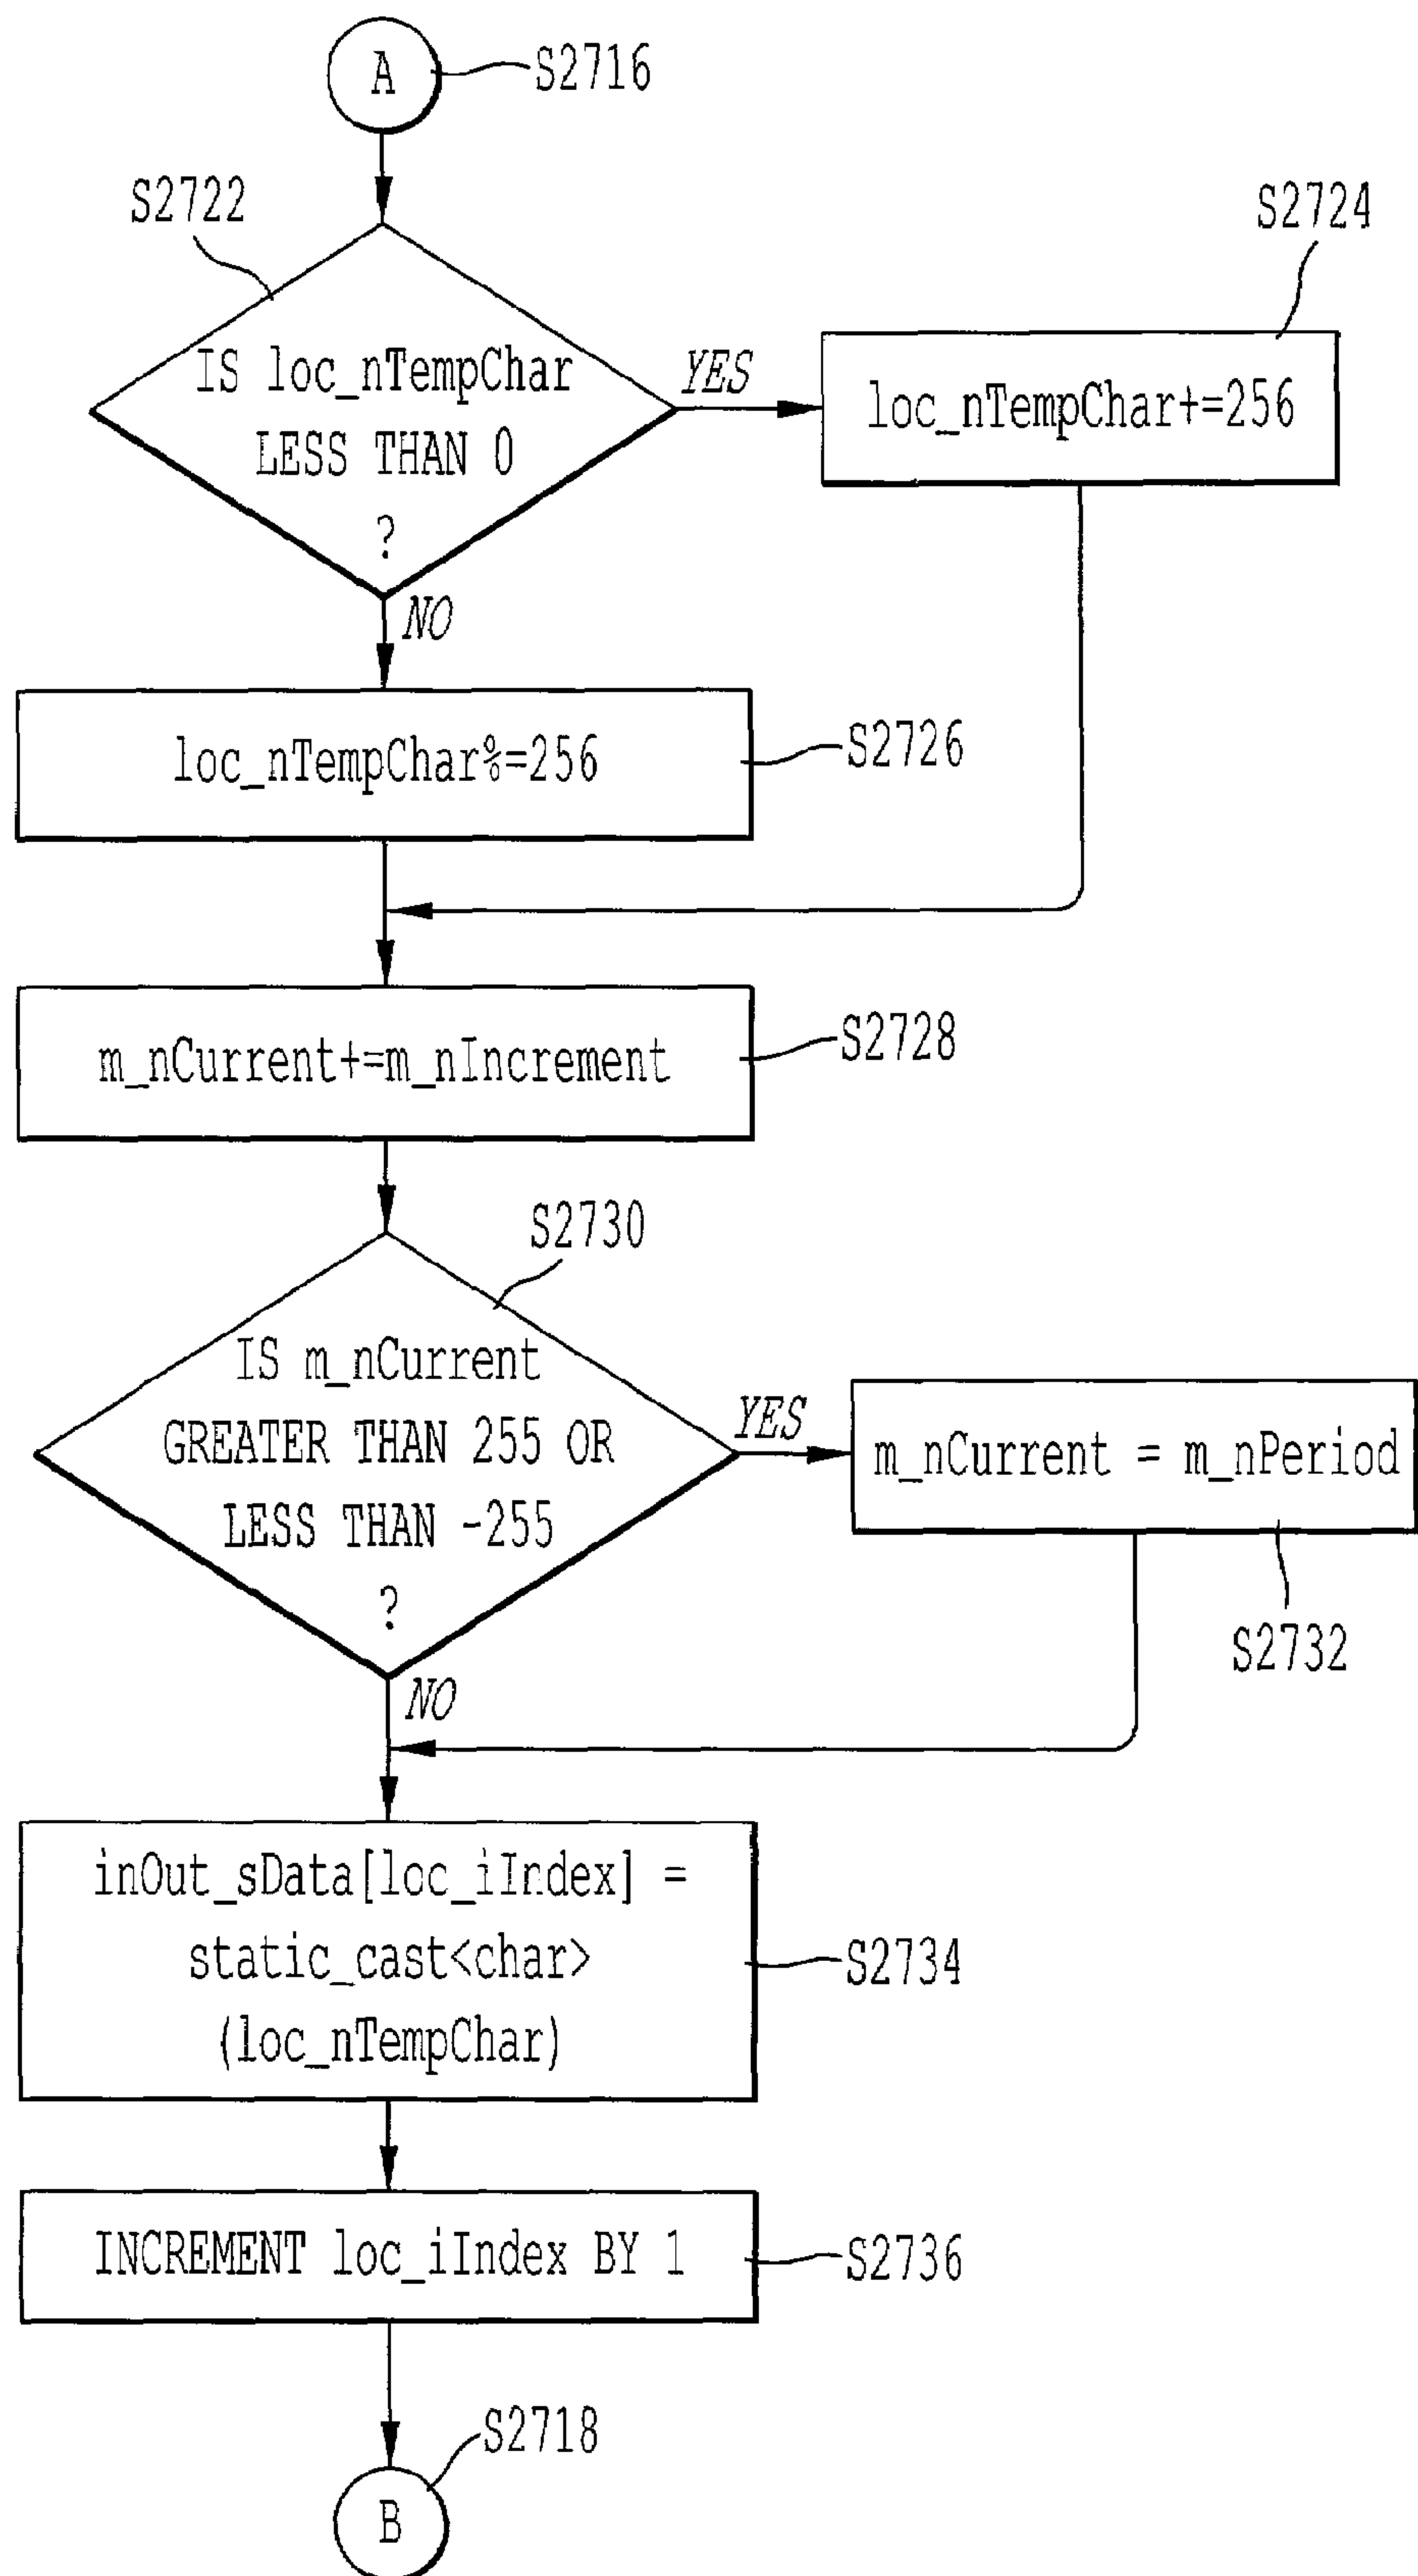 A
S2716
S2722
S2724
IS loc_nTempChar
LESS THAN 0
?
YES
loc_nTempChar+=256
NO
loc_nTempChar%=256
S2726
m_nCurrent+=m_nIncrement
S2728
S2730
IS m_nCurrent
GREATER THAN 255 OR
LESS THAN -255
?
YES
m_nCurrent = m_nPeriod
S2732
NO
inOut_sData[loc_iIndex] =
static_cast<char>
(loc_nTempChar)
S2734
INCREMENT loc_iIndex BY 1
S2736
S2718
B